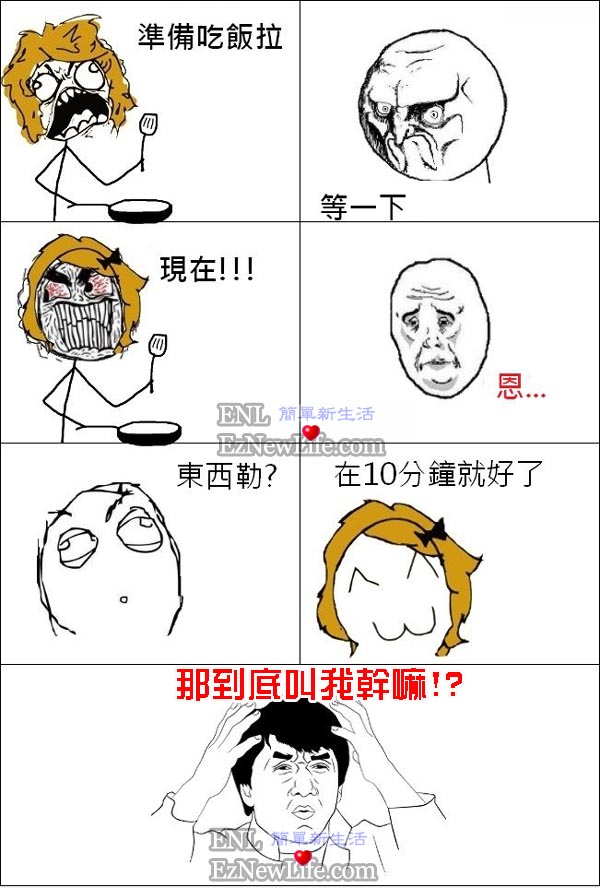 準備吃飯拉
等一下
現在!!!
恩...
ENL 簡單新生活
EzNewLife.com
東西勒?
在10分鐘就好了
那到底叫我幹嘛!?
ENL 簡單新生活
EzNewLife.com